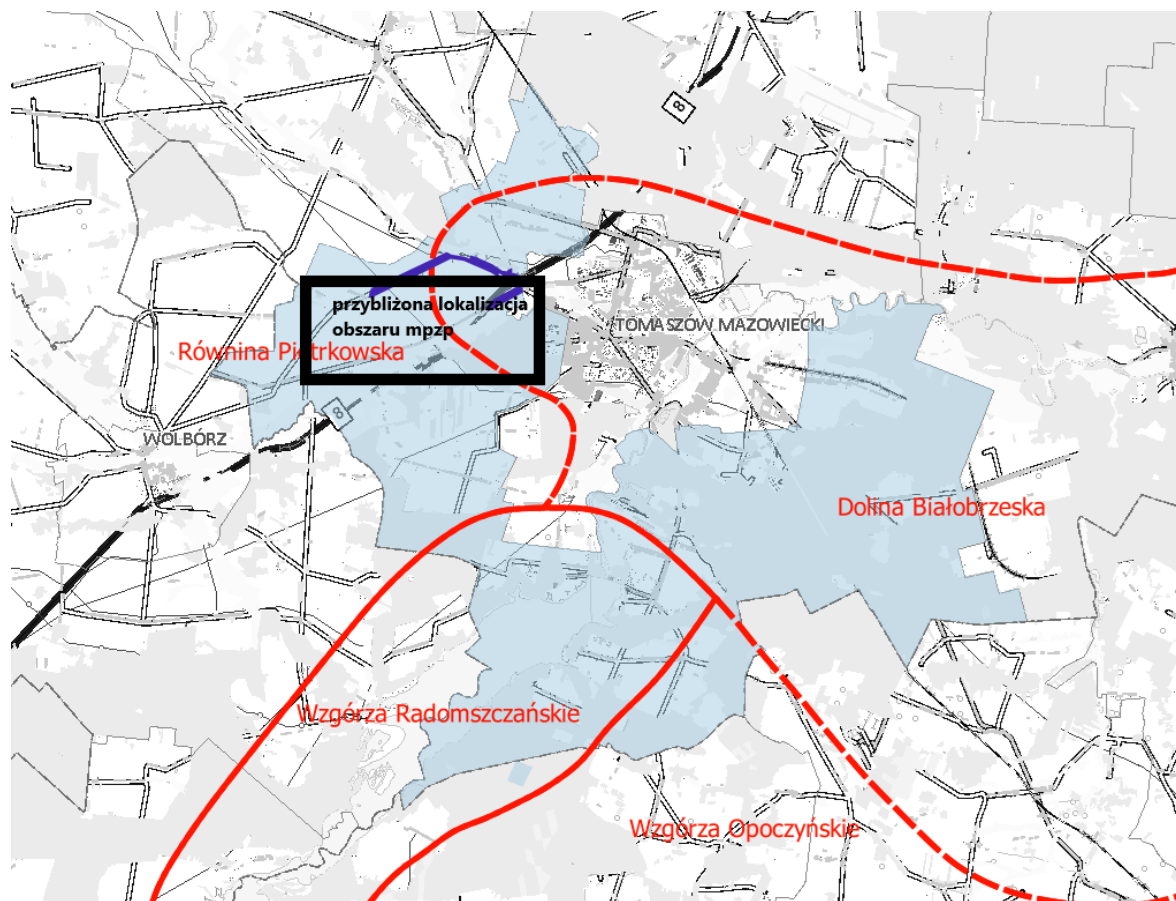 8
przybliżona lokalizacja
obszaru mpzp
TOMASZÓW MAZOWIECKI
Równina Piotrkowska
8
WOLBÓRZ
Dolina Białobrzeska
Wzgórza Radomszczańskie
Wzgórza Opoczyńskie